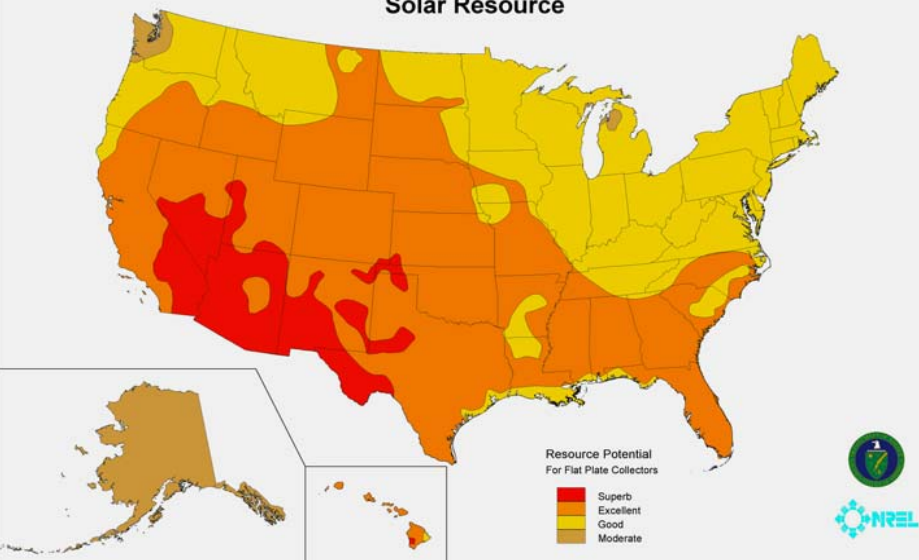 Solar Resource
Resource Potential
For Flat Plate Collectors
Superb
Excellent
Good
Moderate
NREL